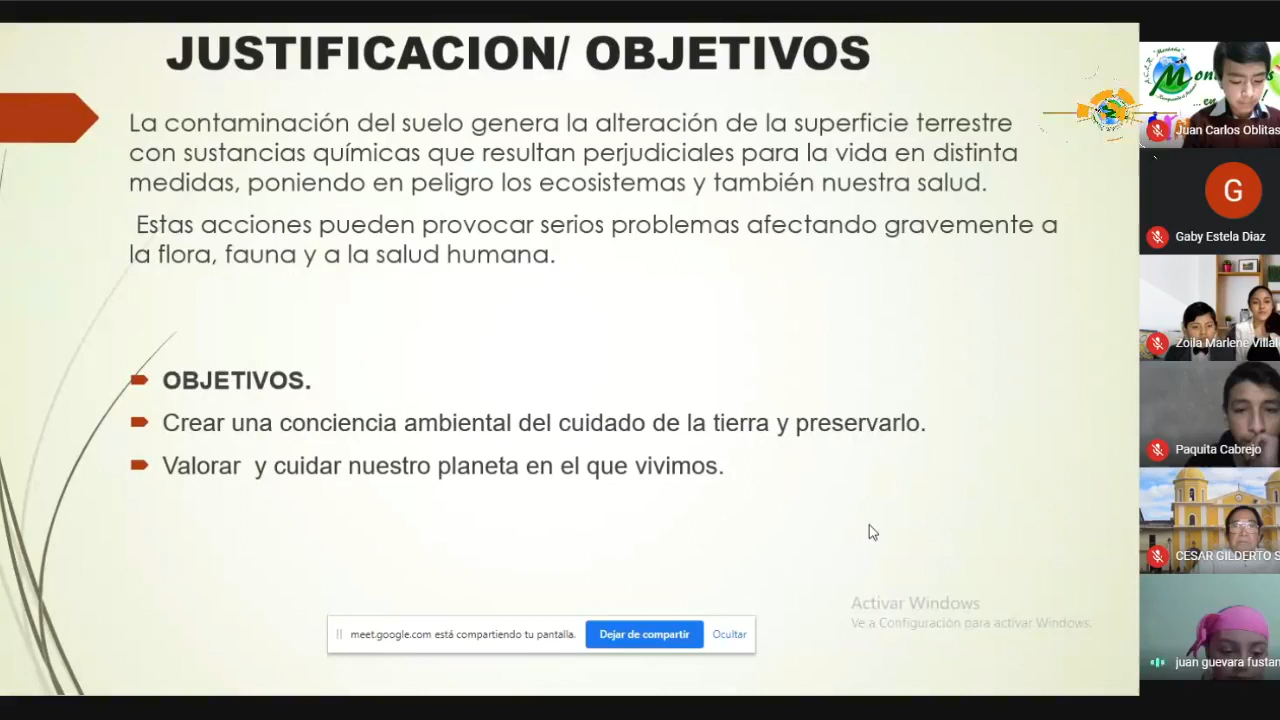 JUSTIFICACION/ OBJETIVOS
La contaminación del suelo genera la alteración de la superficie terrestre
con sustancias químicas que resultan perjudiciales para la vida en distinta
medidas, poniendo en peligro los ecosistemas y también nuestra salud.
Estas acciones pueden provocar serios problemas afectando gravemente a
la flora, fauna y a la salud humana.
OBJETIVOS.
Crear una conciencia ambiental del cuidado de la tierra y preservarlo.
Valorar y cuidar nuestro planeta en el que vivimos.
Activar Windows
Ve a Configuración para activar Windows.
meet.google.com está compartiendo tu pantalla.
Dejar de compartir
Ocultar
Juan Carlos Oblitas
G
Gaby Estela Diaz
Zoila Marlene Villal
Paquita Cabrejo
CESAR GILDERTO S
juan guevara fustan